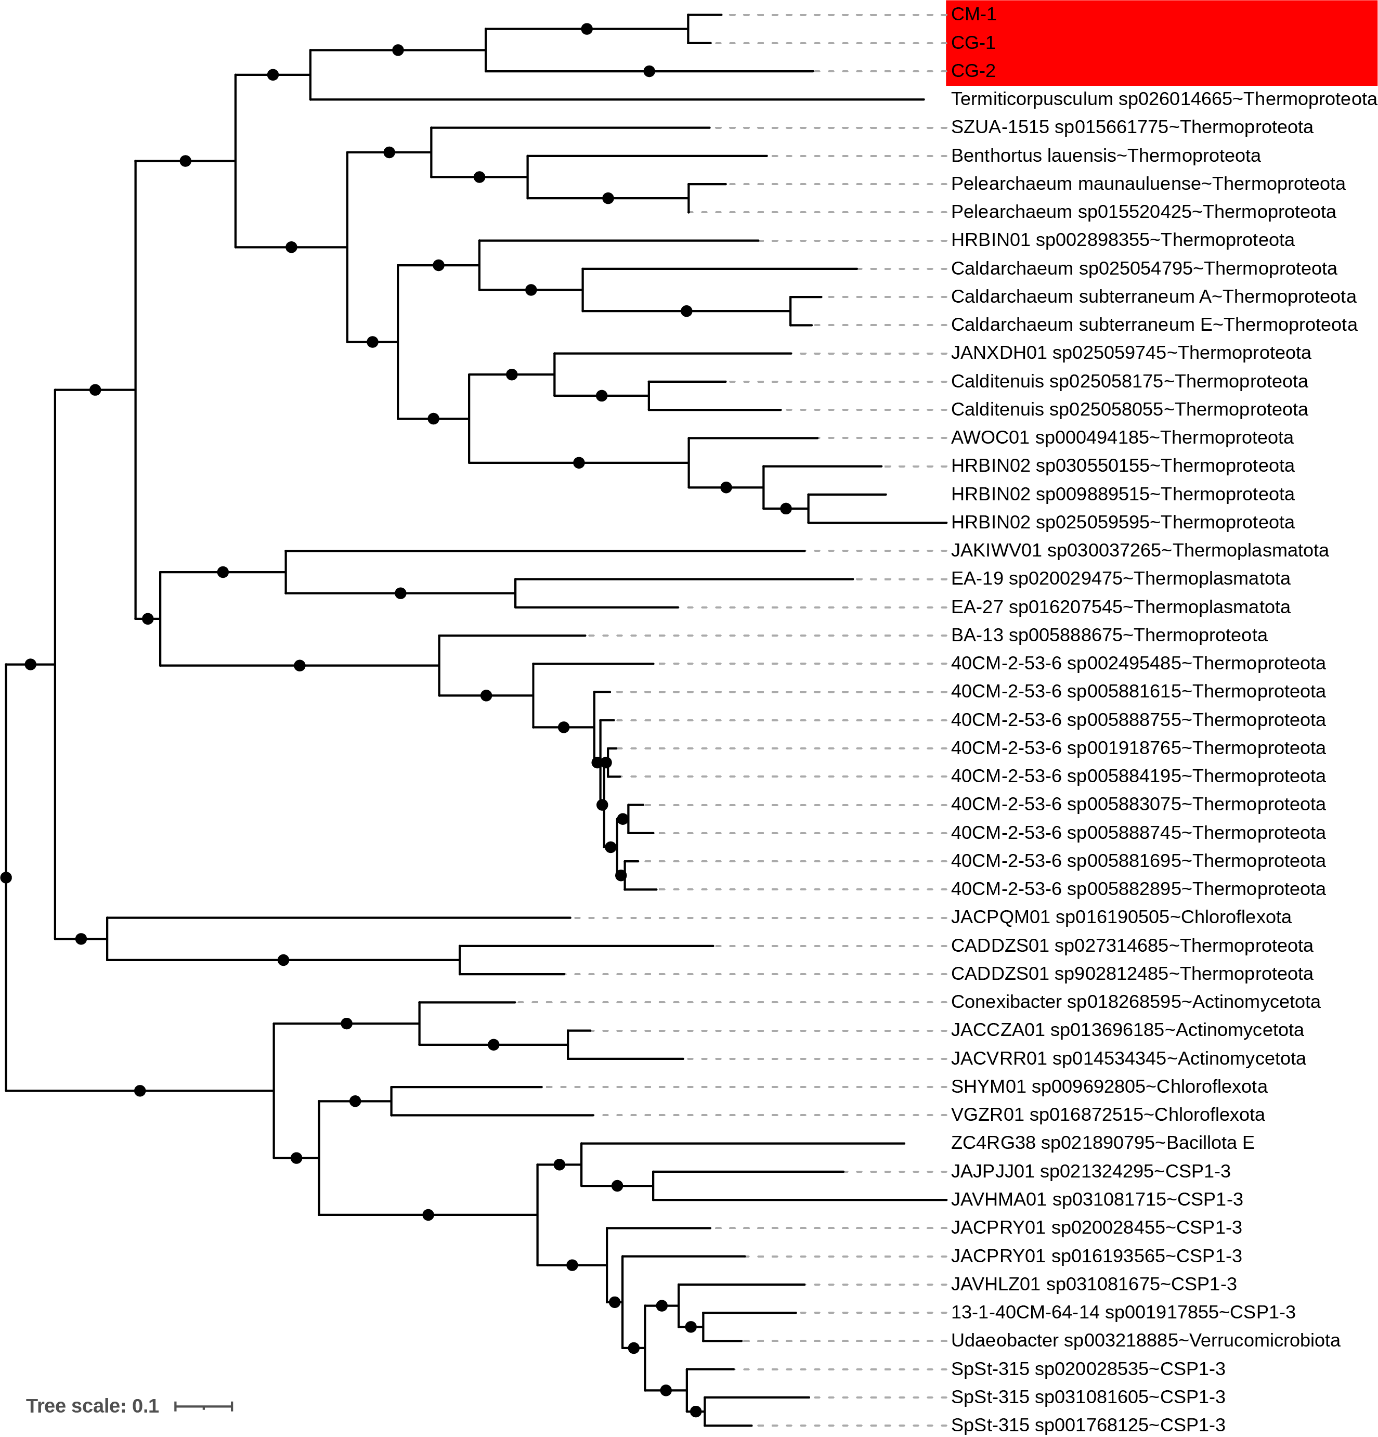 CM-1
CG-1
CG-2
Termiticorpusculum sp026014665~Thermoproteota
SZUA-1515 sp015661775~Thermoproteota
Benthortus lauensis~Thermoproteota
Pelearchaeum maunauluense~Thermoproteota
Pelearchaeum sp015520425~Thermoproteota
HRBIN01 sp002898355~Thermoproteota
Caldarchaeum sp025054795~Thermoproteota
Caldarchaeum subterraneum A~Thermoproteota
Caldarchaeum subterraneum E~Thermoproteota
JANXDH01 sp025059745~Thermoproteota
Calditenuis sp025058175~Thermoproteota
Calditenuis sp025058055~Thermoproteota
AWOC01 sp000494185~Thermoproteota
HRBIN02 sp030550155~Thermoproteota
HRBIN02 sp009889515~Thermoproteota
HRBIN02 sp025059595~Thermoproteota
JAKIWV01 sp030037265~Thermoplasmatota
EA-19 sp020029475~Thermoplasmatota
EA-27 sp016207545~Thermoplasmatota
BA-13 sp005888675~Thermoproteota
40CM-2-53-6 sp002495485~Thermoproteota
40CM-2-53-6 sp005881615~Thermoproteota
40CM-2-53-6 sp005888755~Thermoproteota
40CM-2-53-6 sp001918765~Thermoproteota
40CM-2-53-6 sp005884195~Thermoproteota
40CM-2-53-6 sp005883075~Thermoproteota
40CM-2-53-6 sp005888745~Thermoproteota
40CM-2-53-6 sp005881695~Thermoproteota
40CM-2-53-6 sp005882895~Thermoproteota
JACPQM01 sp016190505~Chloroflexota
CADDZS01 sp027314685~Thermoproteota
CADDZS01 sp902812485~Thermoproteota
Conexibacter sp018268595~Actinomycetota
JACCZA01 sp013696185~Actinomycetota
JACVRR01 sp014534345~Actinomycetota
SHYM01 sp009692805~Chloroflexota
VGZR01 sp016872515~Chloroflexota
ZC4RG38 sp021890795~Bacillota E
JAJPJJ01 sp021324295~CSP1-3
JAVHMA01 sp031081715~CSP1-3
JACPRY01 sp020028455~CSP1-3
JACPRY01 sp016193565~CSP1-3
JAVHLZ01 sp031081675~CSP1-3
13-1-40CM-64-14 sp001917855~CSP1-3
Udaeobacter sp003218885~Verrucomicrobiota
SpSt-315 sp020028535~CSP1-3
SpSt-315 sp031081605~CSP1-3
SpSt-315 sp001768125~CSP1-3
Tree scale: 0.1